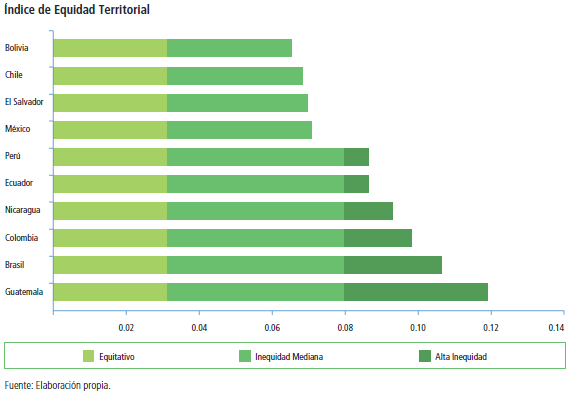 Índice de Equidad Territorial
Bolivia
Chile
El Salvador
México
Perú
Ecuador
Nicaragua
Colombia
Brasil
Guatemala
0.02 0.04 0.06 0.08 0.10 0.12 0.14
Equitativo Inequidad Mediana Alta Inequidad
Fuente: Elaboración propia.